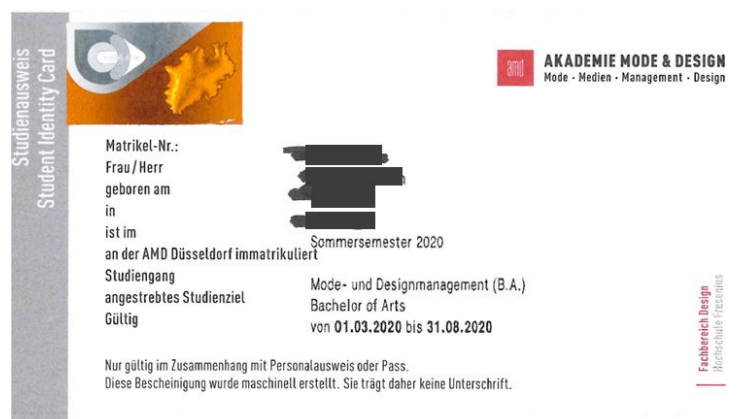 Studienausweis
Student Identity Card
amd
AKADEMIE MODE & DESIGN
Mode · Medien · Management · Design
Matrikel-Nr.:
Frau/Herr
geboren am
in
ist im
Sommersemester 2020
an der AMD Düsseldorf immatrikuliert
Studiengang
Mode- und Designmanagement (B.A.)
angestrebtes Studienziel
Bachelor of Arts
Gültig
von 01.03.2020 bis 31.08.2020
Nur gültig im Zusammenhang mit Personalausweis oder Pass.
Diese Bescheinigung wurde maschinell erstellt. Sie trägt daher keine Unterschrift.
Fachbereich Design
Hochschule Fresenius